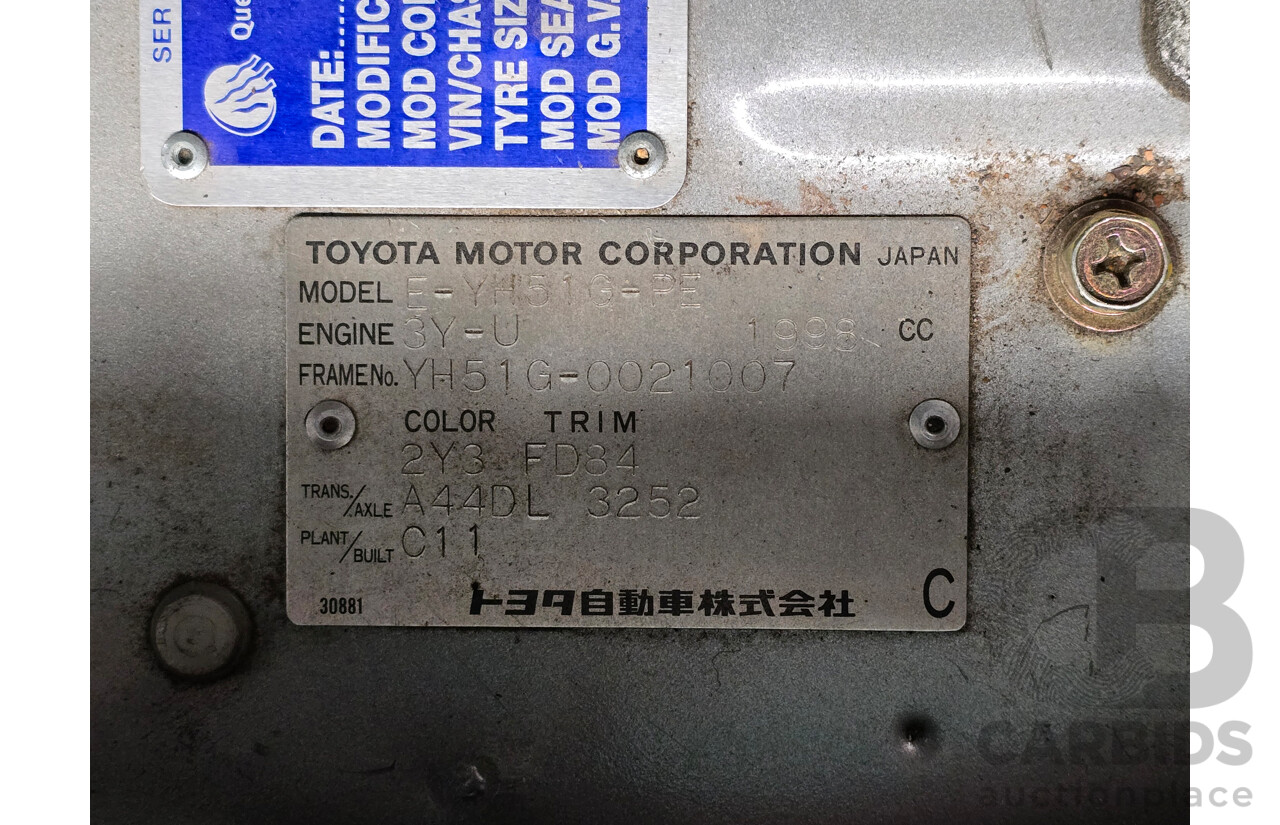 SER
Que
DATE:....
MODIFIC
MOD CO
VIN/CHAS
TYRE SIZ
MOD SEA
MOD G.V.
TOYOTA MOTOR CORPORATION JAPAN
MODEL E-YH51G-PE
ENGINE 3Y-U 1998 CC
FRAME No. YH51G-0021007
COLOR TRIM
2Y3 FD84
TRANS./AXLE A44DL 3252
PLANT/BUILT C11
30881 トヨタ自動車株式会社 C
B
CARBIDS
auctionplace